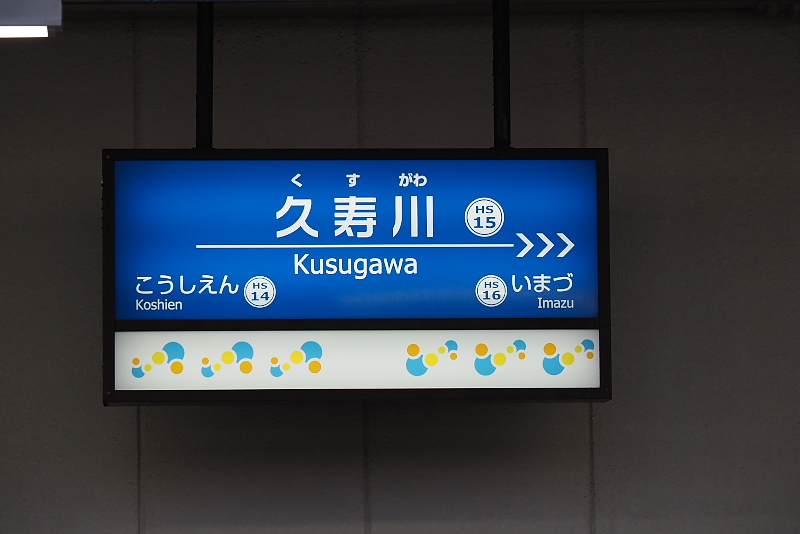 く す がわ
久寿川 HS 15
Kusugawa
こうしえん HS 14 HS 16 いまづ
Koshien Imazu